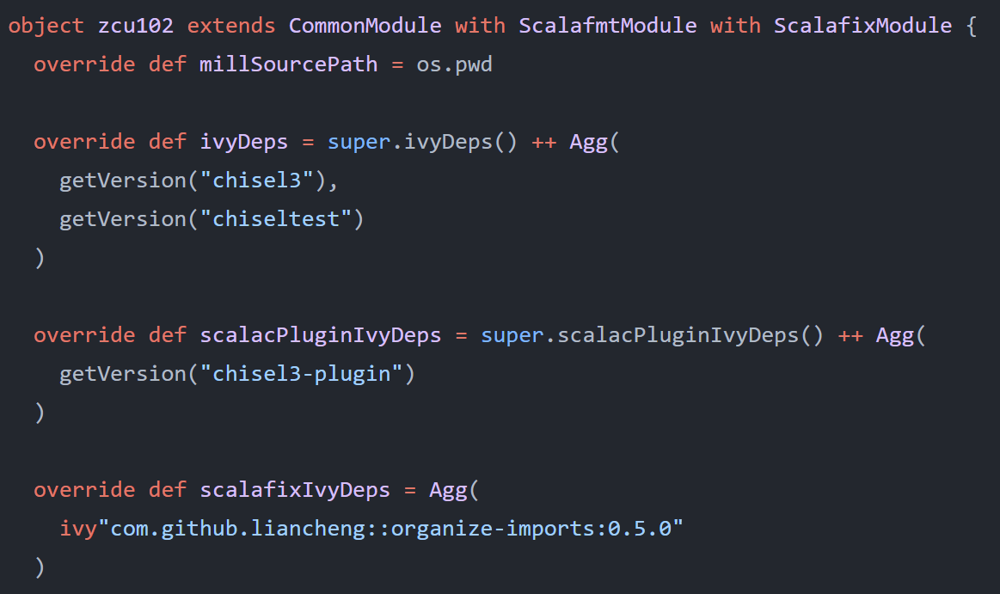 object zcu102 extends CommonModule with ScalafmtModule with ScalafixModule {
  override def millSourcePath = os.pwd

  override def ivyDeps = super.ivyDeps() ++ Agg(
    getVersion("chisel3"),
    getVersion("chiseltest")
  )

  override def scalacPluginIvyDeps = super.scalacPluginIvyDeps() ++ Agg(
    getVersion("chisel3-plugin")
  )

  override def scalafixIvyDeps = Agg(
    ivy"com.github.liancheng::organize-imports:0.5.0"
  )